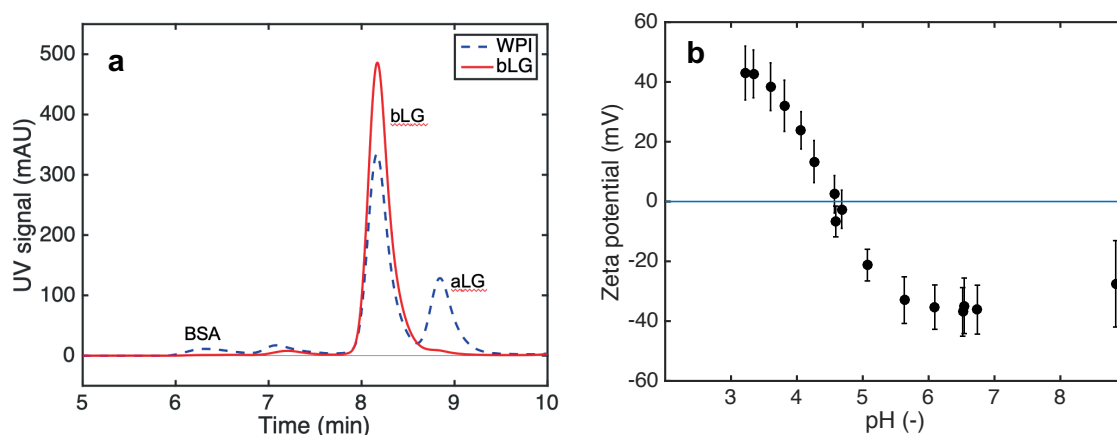 a
WPI
bLG
bLG
aLG
BSA
500
400
300
200
100
0
UV signal (mAU)
5 6 7 8 9 10
Time (min)
b
60
40
20
0
-20
-40
-60
Zeta potential (mV)
3 4 5 6 7 8
pH (-)